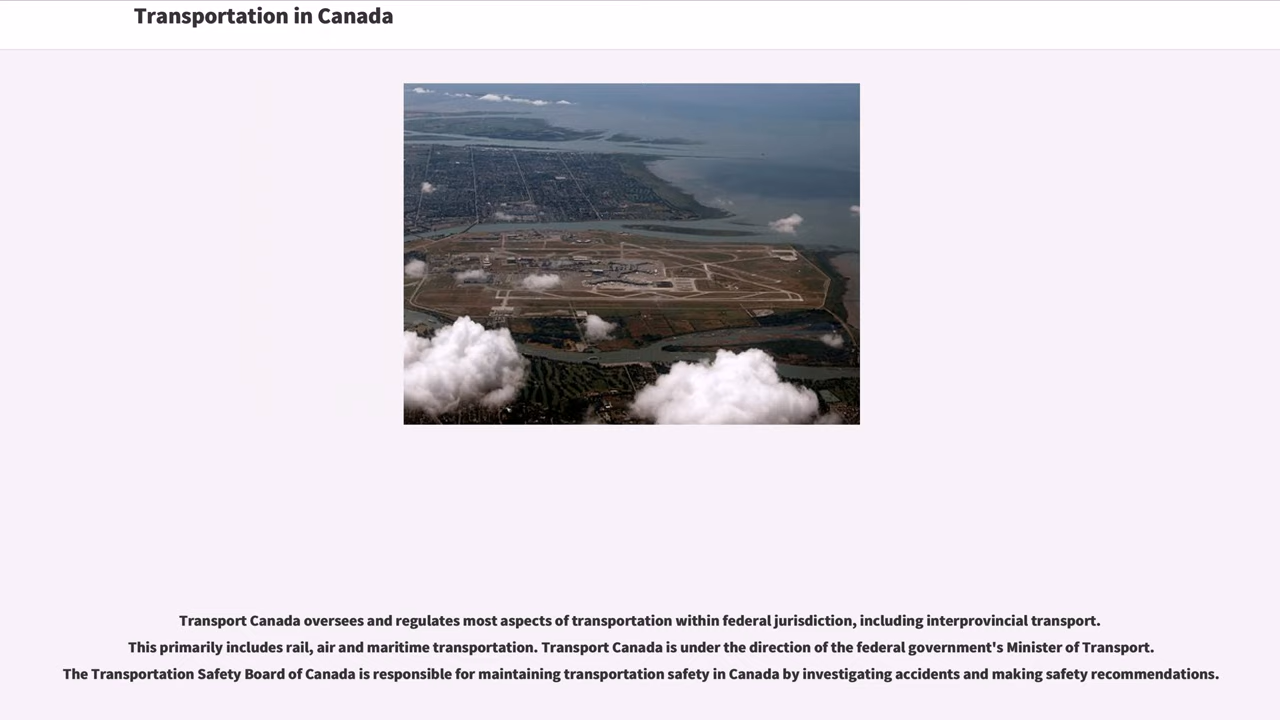 Transportation in Canada
Transport Canada oversees and regulates most aspects of transportation within federal jurisdiction, including interprovincial transport.
This primarily includes rail, air and maritime transportation. Transport Canada is under the direction of the federal government's Minister of Transport.
The Transportation Safety Board of Canada is responsible for maintaining transportation safety in Canada by investigating accidents and making safety recommendations.